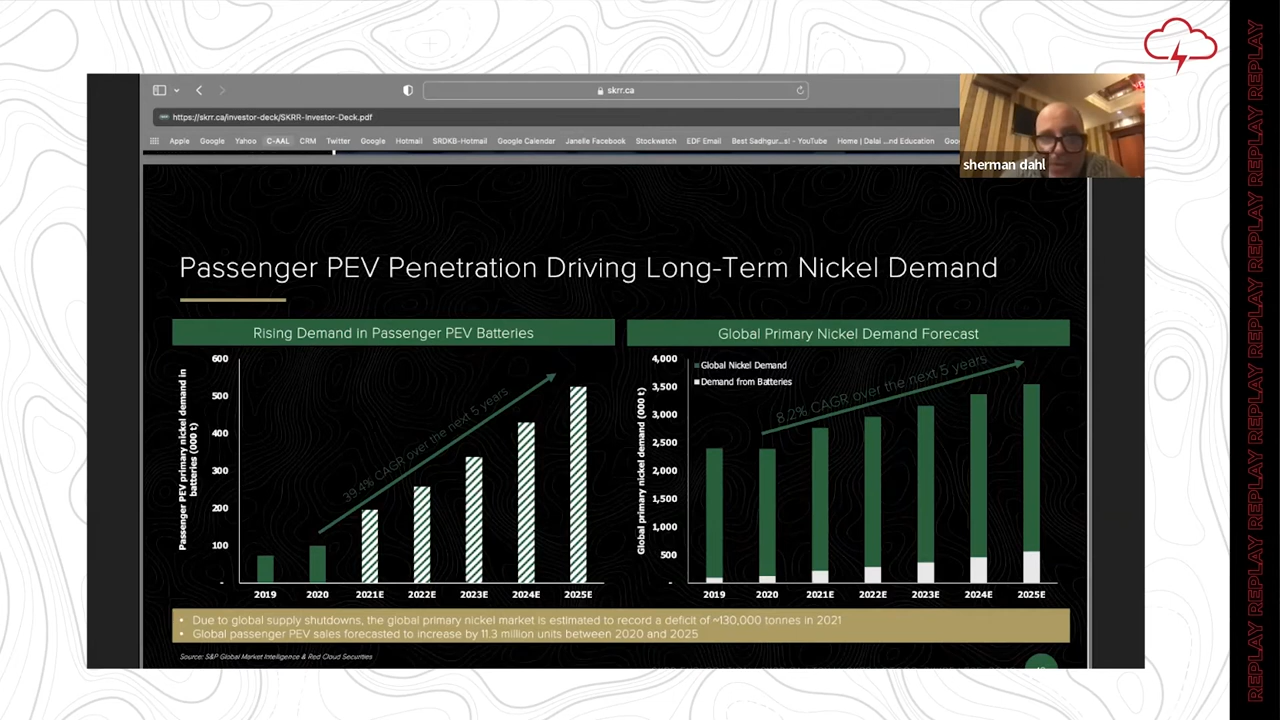 skrr.ca
https://skrr.ca/investor-deck/SKRR-Investor-Deck.pdf
Apple Google Yahoo C-AAL CRM Twitter Google Hotmail SRDKB-Hotmail Google Calendar Janelle Facebook Stockwatch EDF Email Best Sadhgur...s! - YouTube Home | Dalai ...nd Education
sherman dahl
Passenger PEV Penetration Driving Long-Term Nickel Demand
Rising Demand in Passenger PEV Batteries
Passenger PEV primary nickel demand in
batteries (000 t)
600
500
400
300
200
100
-
39.4% CAGR over the next 5 years
2019 2020 2021E 2022E 2023E 2024E 2025E
Global Primary Nickel Demand Forecast
Global primary nickel demand (000 t)
4,000
3,500
3,000
2,500
2,000
1,500
1,000
500
-
Global Nickel Demand
Demand from Batteries
8.2% CAGR over the next 5 years
2019 2020 2021E 2022E 2023E 2024E 2025E
• Due to global supply shutdowns, the global primary nickel market is estimated to record a deficit of ~130,000 tonnes in 2021
• Global passenger PEV sales forecasted to increase by 11.3 million units between 2020 and 2025
Source: S&P Global Market Intelligence & Red Cloud Securities
REPLAY REPLAY REPLAY REPLAY REPLAY REPLAY REPLAY REPLAY